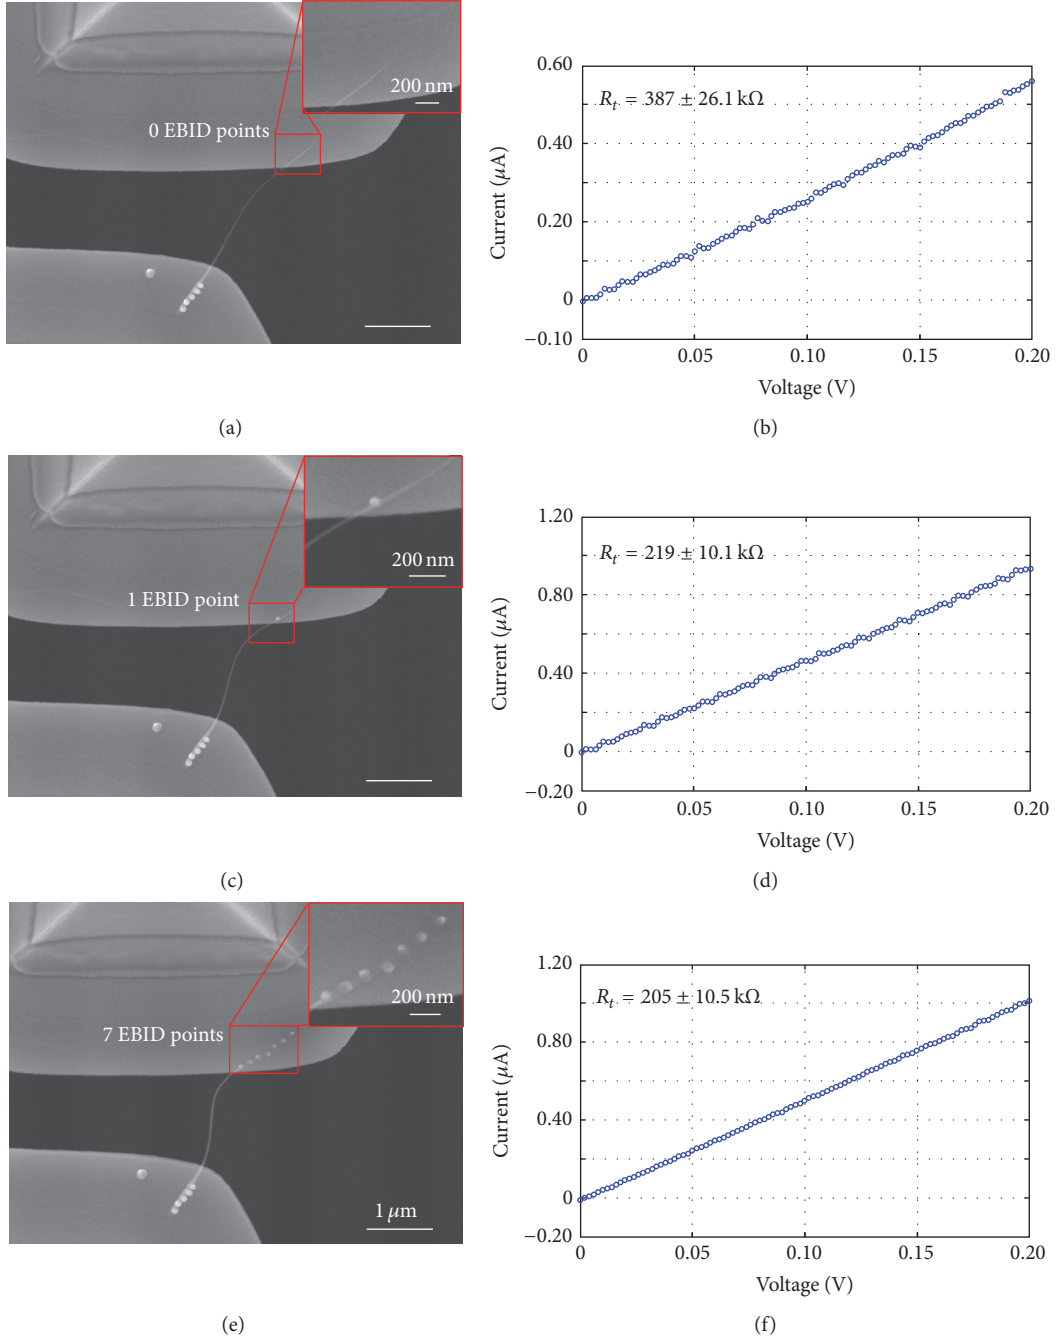 200 nm
0 EBID points
(a)
0.60
0.40
0.20
0
−0.10
Current (μA)
R_t = 387 ± 26.1 kΩ
0
0.05
0.10
0.15
0.20
Voltage (V)
(b)
200 nm
1 EBID point
(c)
1.20
0.80
0.40
0
−0.20
Current (μA)
R_t = 219 ± 10.1 kΩ
0
0.05
0.10
0.15
0.20
Voltage (V)
(d)
200 nm
7 EBID points
1 μm
(e)
1.20
0.80
0.40
0
−0.20
Current (μA)
R_t = 205 ± 10.5 kΩ
0
0.05
0.10
0.15
0.20
Voltage (V)
(f)